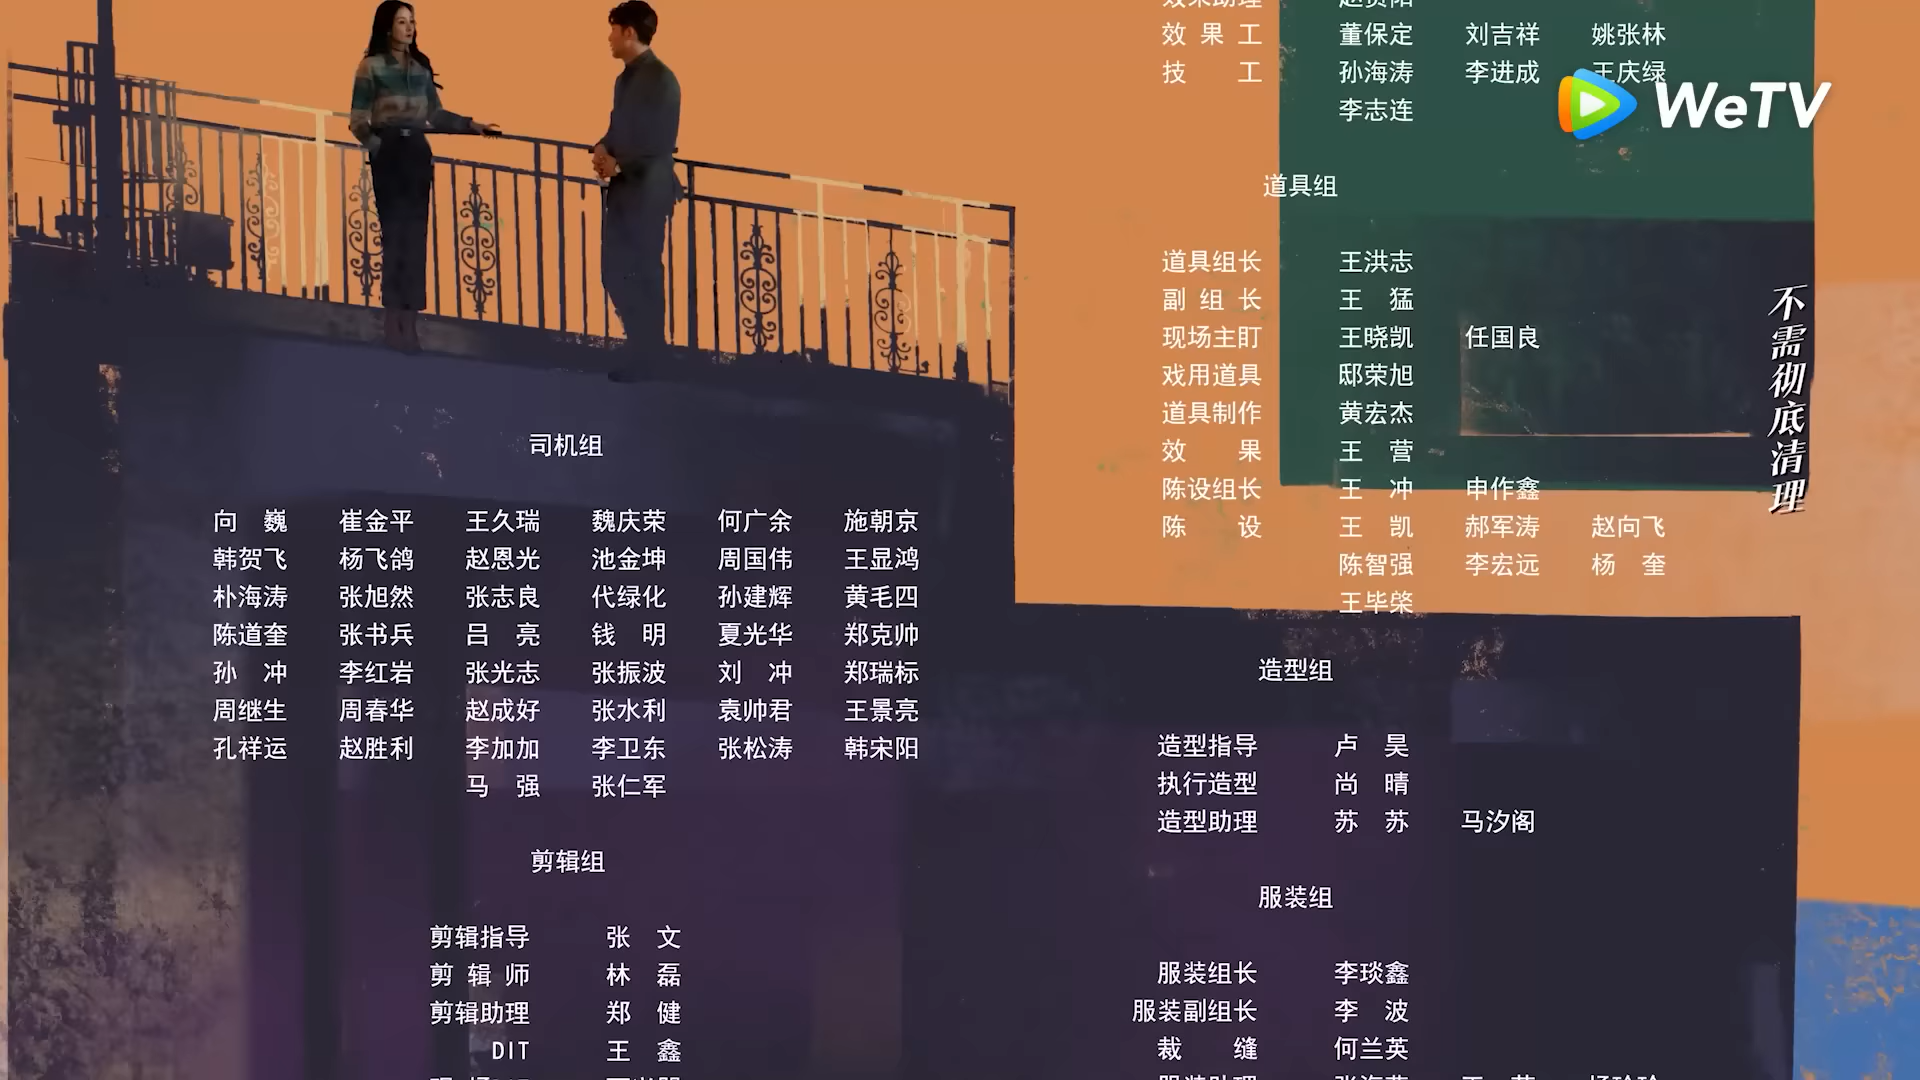 效果工 董保定 刘吉祥 姚张林
技工 孙海涛 李进成 王庆绿
李志连
WeTV
道具组
道具组长 王洪志
副组长 王猛
现场主盯 王晓凯 任国良
戏用道具 邸荣旭
道具制作 黄宏杰
效果 王营
陈设组长 王冲 申作鑫
陈设 王凯 郝军涛 赵向飞
陈智强 李宏远 杨奎
王毕棨
不需彻底清理
司机组
向巍 崔金平 王久瑞 魏庆荣 何广余 施朝京
韩贺飞 杨飞鸽 赵恩光 池金坤 周国伟 王显鸿
朴海涛 张旭然 张志良 代绿化 孙建辉 黄毛四
陈道奎 张书兵 吕亮 钱明 夏光华 郑克帅
孙冲 李红岩 张光志 张振波 刘冲 郑瑞标
周继生 周春华 赵成好 张水利 袁帅君 王景亮
孔祥运 赵胜利 李加加 李卫东 张松涛 韩宋阳
马强 张仁军
剪辑组
剪辑指导 张文
剪辑师 林磊
剪辑助理 郑健
DIT 王鑫
造型组
造型指导 卢昊
执行造型 尚晴
造型助理 苏苏 马汐阁
服装组
服装组长 李琰鑫
服装副组长 李波
裁缝 何兰英